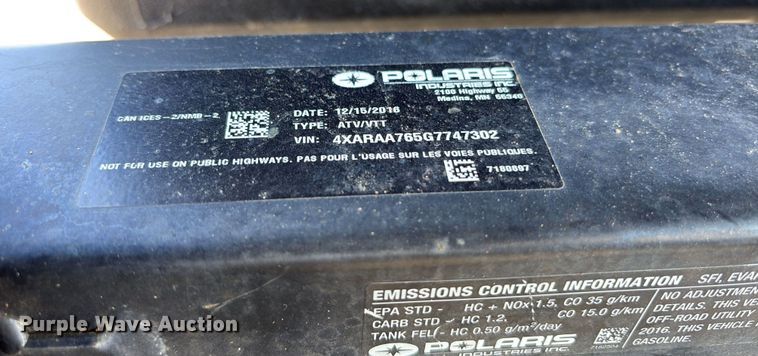 POLARIS
INDUSTRIES INC.
2100 Highway 55
Medina, MN 55340
CAN ICES-2/NMB-2
DATE: 12/15/2016
TYPE: ATV/VTT
VIN: 4XARAA765G7747302
NOT FOR USE ON PUBLIC HIGHWAYS. PAS POUR L'USAGE SUR LES VOIES PUBLIQUES.
7180897
EMISSIONS CONTROL INFORMATION SFI, EVAP
EPA STD - HC + NOx 1.5, CO 35 g/km
CARB STD - HC 1.2, CO 15.0 g/km
TANK FELI - HC 0.50 g/m²/day
NO ADJUSTMENT
DETAILS. THIS VE
OFF-ROAD UTILITY
2016. THIS VEHICLE
GASOLINE.
POLARIS
INDUSTRIES INC.
Purple Wave Auction